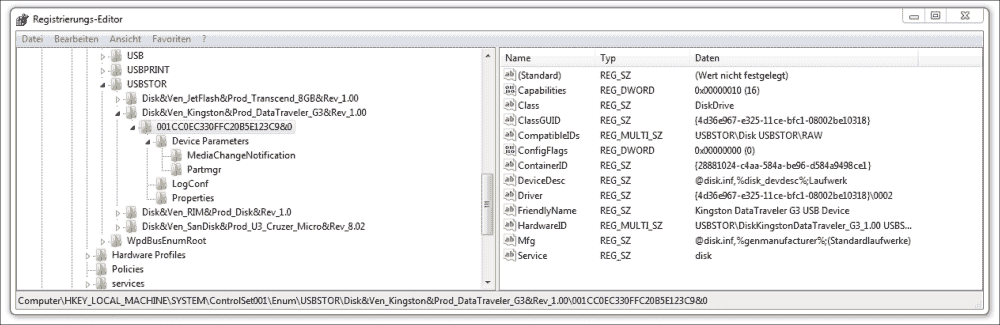 Registrierungs-Editor
Datei Bearbeiten Ansicht Favoriten ?
USB
USBPRINT
USBSTOR
Disk&Ven_JetFlash&Prod_Transcend_8GB&Rev_1.00
Disk&Ven_Kingston&Prod_DataTraveler_G3&Rev_1.00
001CC0EC330FFC20B5E123C9&0
Device Parameters
MediaChangeNotification
Partmgr
LogConf
Properties
Disk&Ven_RIM&Prod_Disk&Rev_1.0
Disk&Ven_SanDisk&Prod_U3_Cruzer_Micro&Rev_8.02
WpdBusEnumRoot
Hardware Profiles
Policies
services
Name Typ Daten
(Standard) REG_SZ (Wert nicht festgelegt)
Capabilities REG_DWORD 0x00000010 (16)
Class REG_SZ DiskDrive
ClassGUID REG_SZ {4d36e967-e325-11ce-bfc1-08002be10318}
CompatibleIDs REG_MULTI_SZ USBSTOR\Disk USBSTOR\RAW
ConfigFlags REG_DWORD 0x00000000 (0)
ContainerID REG_SZ {28881024-c4aa-584a-be96-d584a9498ce1}
DeviceDesc REG_SZ @disk.inf,%disk_devdesc%;Laufwerk
Driver REG_SZ {4d36e967-e325-11ce-bfc1-08002be10318}\0002
FriendlyName REG_SZ Kingston DataTraveler G3 USB Device
HardwareID REG_MULTI_SZ USBSTOR\DiskKingstonDataTraveler_G3_1.00 USBS...
Mfg REG_SZ @disk.inf,%genmanufacturer%;(Standardlaufwerke)
Service REG_SZ disk
Computer\HKEY_LOCAL_MACHINE\SYSTEM\ControlSet001\Enum\USBSTOR\Disk&Ven_Kingston&Prod_DataTraveler_G3&Rev_1.00\001CC0EC330FFC20B5E123C9&0